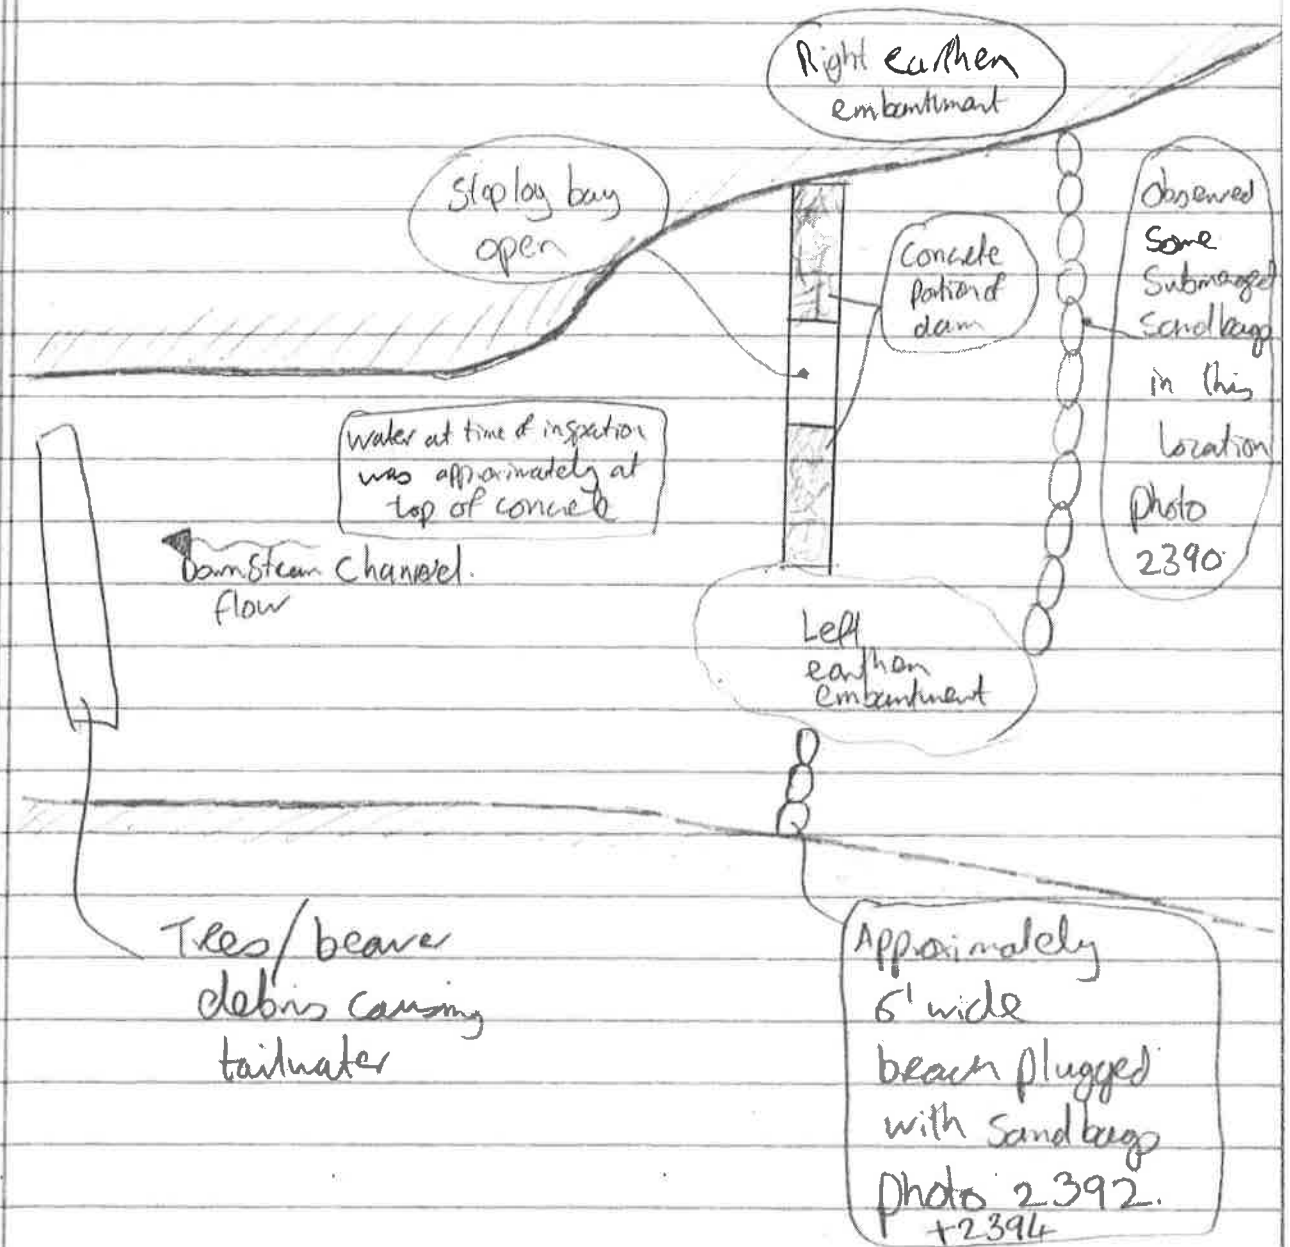 Right earthen
embankment
Stoplog bay
open
Observed
Some
Submerged
Sandbags
in this
location
photo
2390
Concrete
Portion of
dam
Water at time of inspection
was approximately at
top of concrete
Downstream Channel.
flow
Left
earthen
embankment
Trees/beaver
debris causing
tailwater
Approximately
6' wide
breach plugged
with Sandbags
photo 2392.
+2394